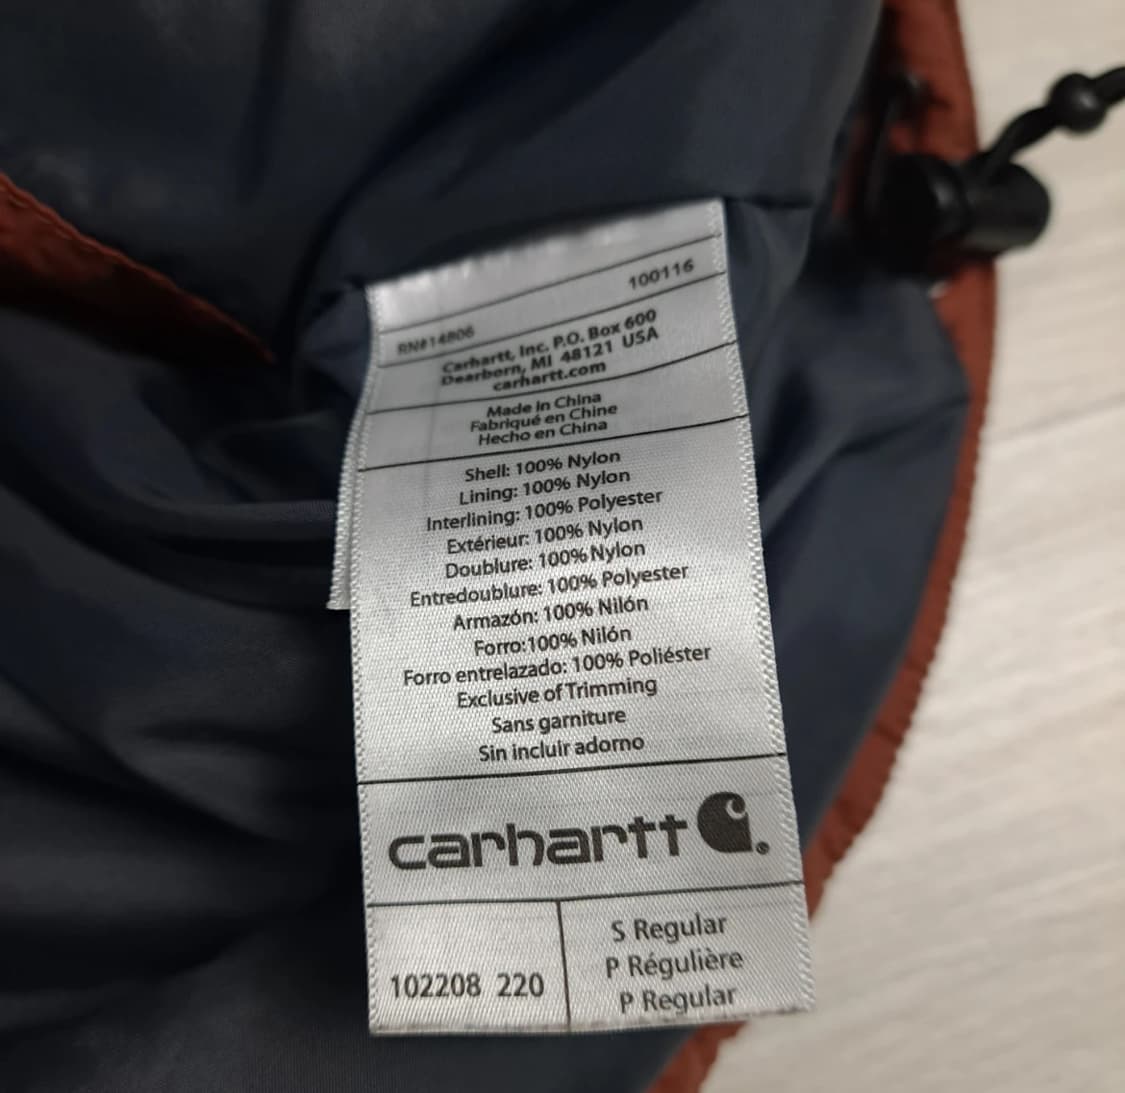 RN#14806 100116
Carhartt, Inc. P.O. Box 600
Dearborn, MI 48121 USA
carhartt.com
Made in China
Fabriqué en Chine
Hecho en China
Shell: 100% Nylon
Lining: 100% Nylon
Interlining: 100% Polyester
Extérieur: 100% Nylon
Doublure: 100% Nylon
Entredoublure: 100% Polyester
Armazón: 100% Nilón
Forro:100% Nilón
Forro entrelazado: 100% Poliéster
Exclusive of Trimming
Sans garniture
Sin incluir adorno
carhartt
102208 220
S Regular
P Régulière
P Regular